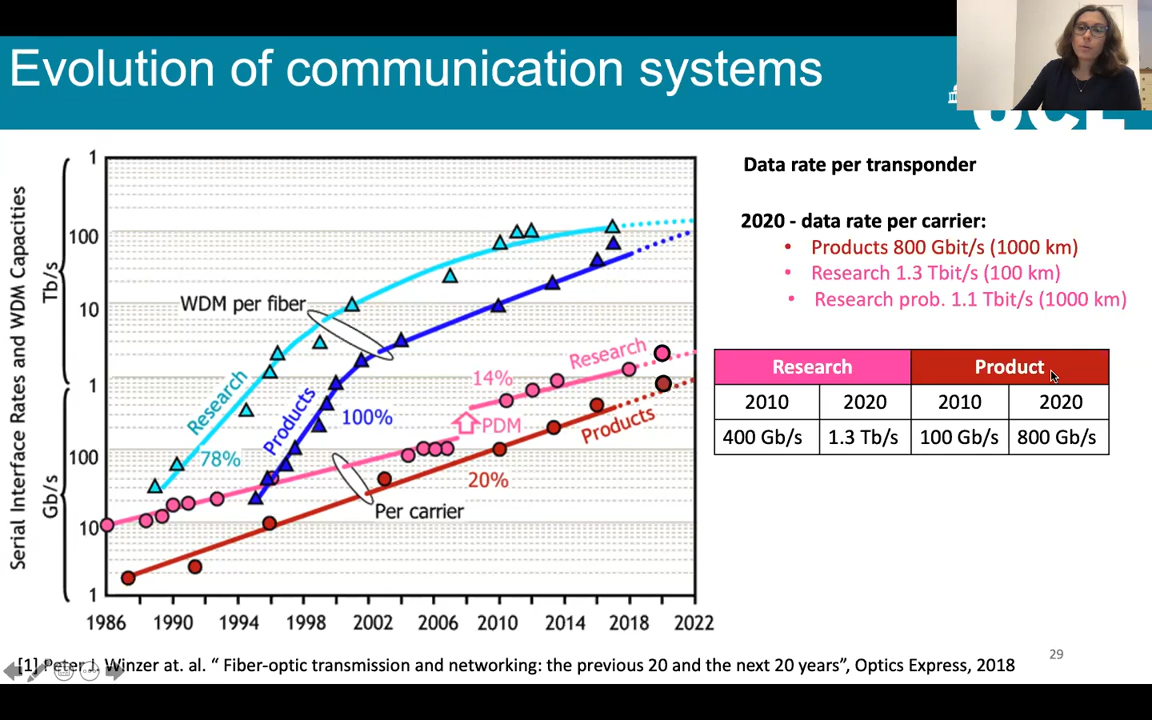 Evolution of communication systems
UCL
Serial Interface Rates and WDM Capacities
Tb/s
Gb/s
1
100
10
1
100
10
1
WDM per fiber
Research
78%
Products
100%
Research
14%
PDM
Products
20%
Per carrier
1986 1990 1994 1998 2002 2006 2010 2014 2018 2022
Data rate per transponder
2020 - data rate per carrier:
• Products 800 Gbit/s (1000 km)
• Research 1.3 Tbit/s (100 km)
• Research prob. 1.1 Tbit/s (1000 km)
Research Product
2010 2020 2010 2020
400 Gb/s 1.3 Tb/s 100 Gb/s 800 Gb/s
29
[1] Peter J. Winzer at. al. “ Fiber-optic transmission and networking: the previous 20 and the next 20 years”, Optics Express, 2018